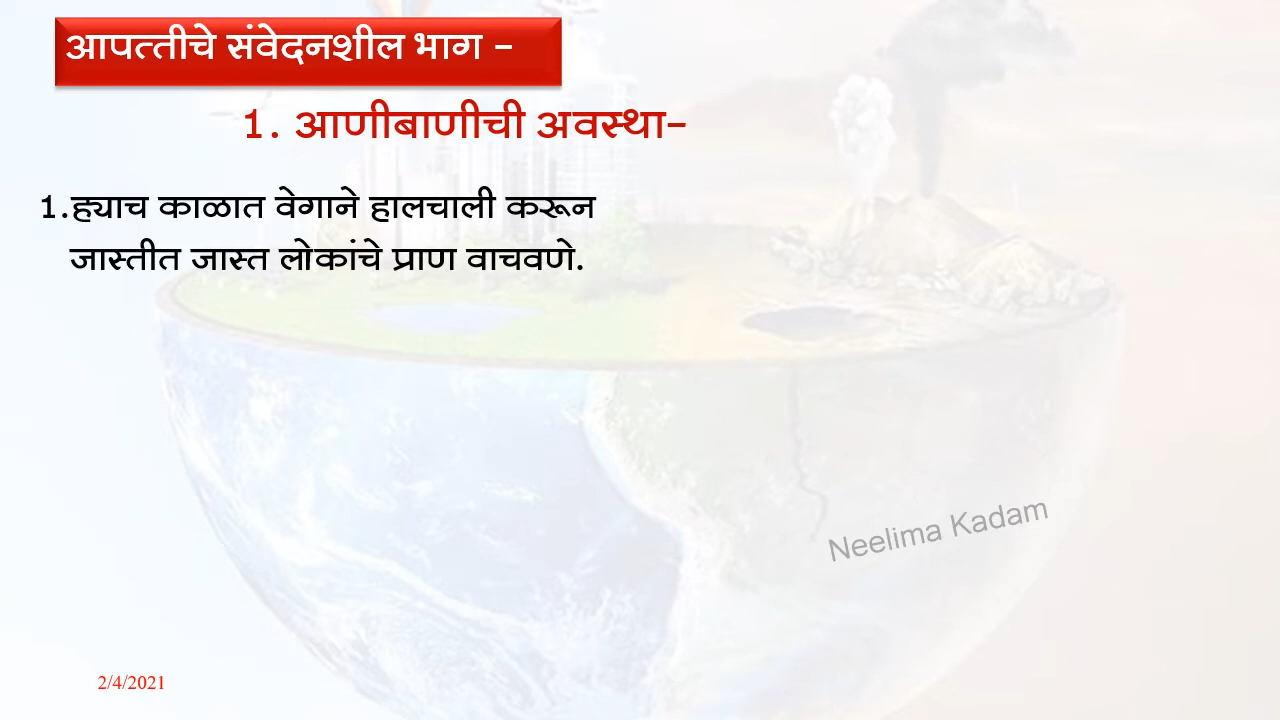 आपत्तीचे संवेदनशील भाग -
1. आणीबाणीची अवस्था-
1.ह्याच काळात वेगाने हालचाली करून
जास्तीत जास्त लोकांचे प्राण वाचवणे.
Neelima Kadam
2/4/2021